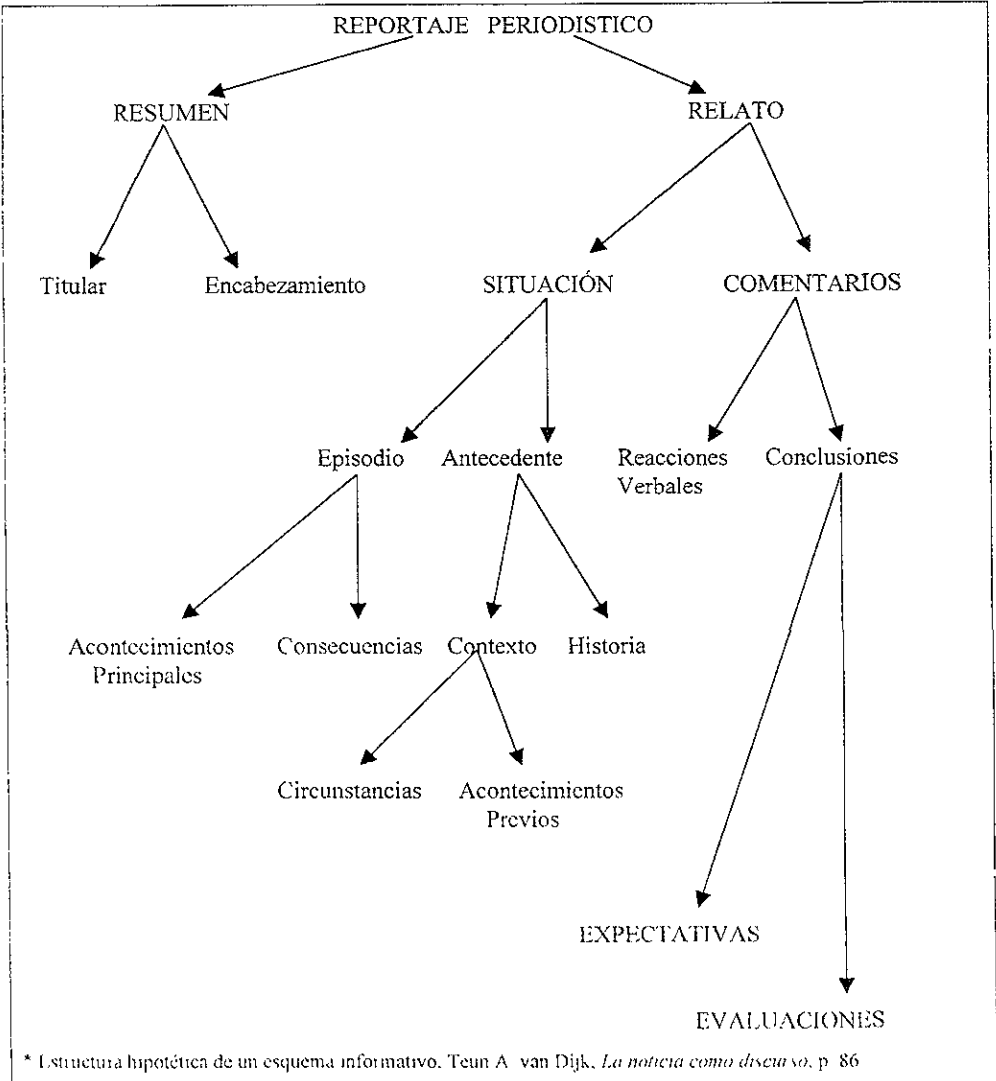 REPORTAJE PERIODISTICO
RESUMEN RELATO
Titular Encabezamiento SITUACIÓN COMENTARIOS
Episodio Antecedente Reacciones Conclusiones
Verbales
Acontecimientos Consecuencias Contexto Historia
Principales
Circunstancias Acontecimientos
Previos
EXPECTATIVAS
EVALUACIONES
* Estructura hipotética de un esquema informativo. Teun A. van Dijk, La noticia como discurso, p. 86